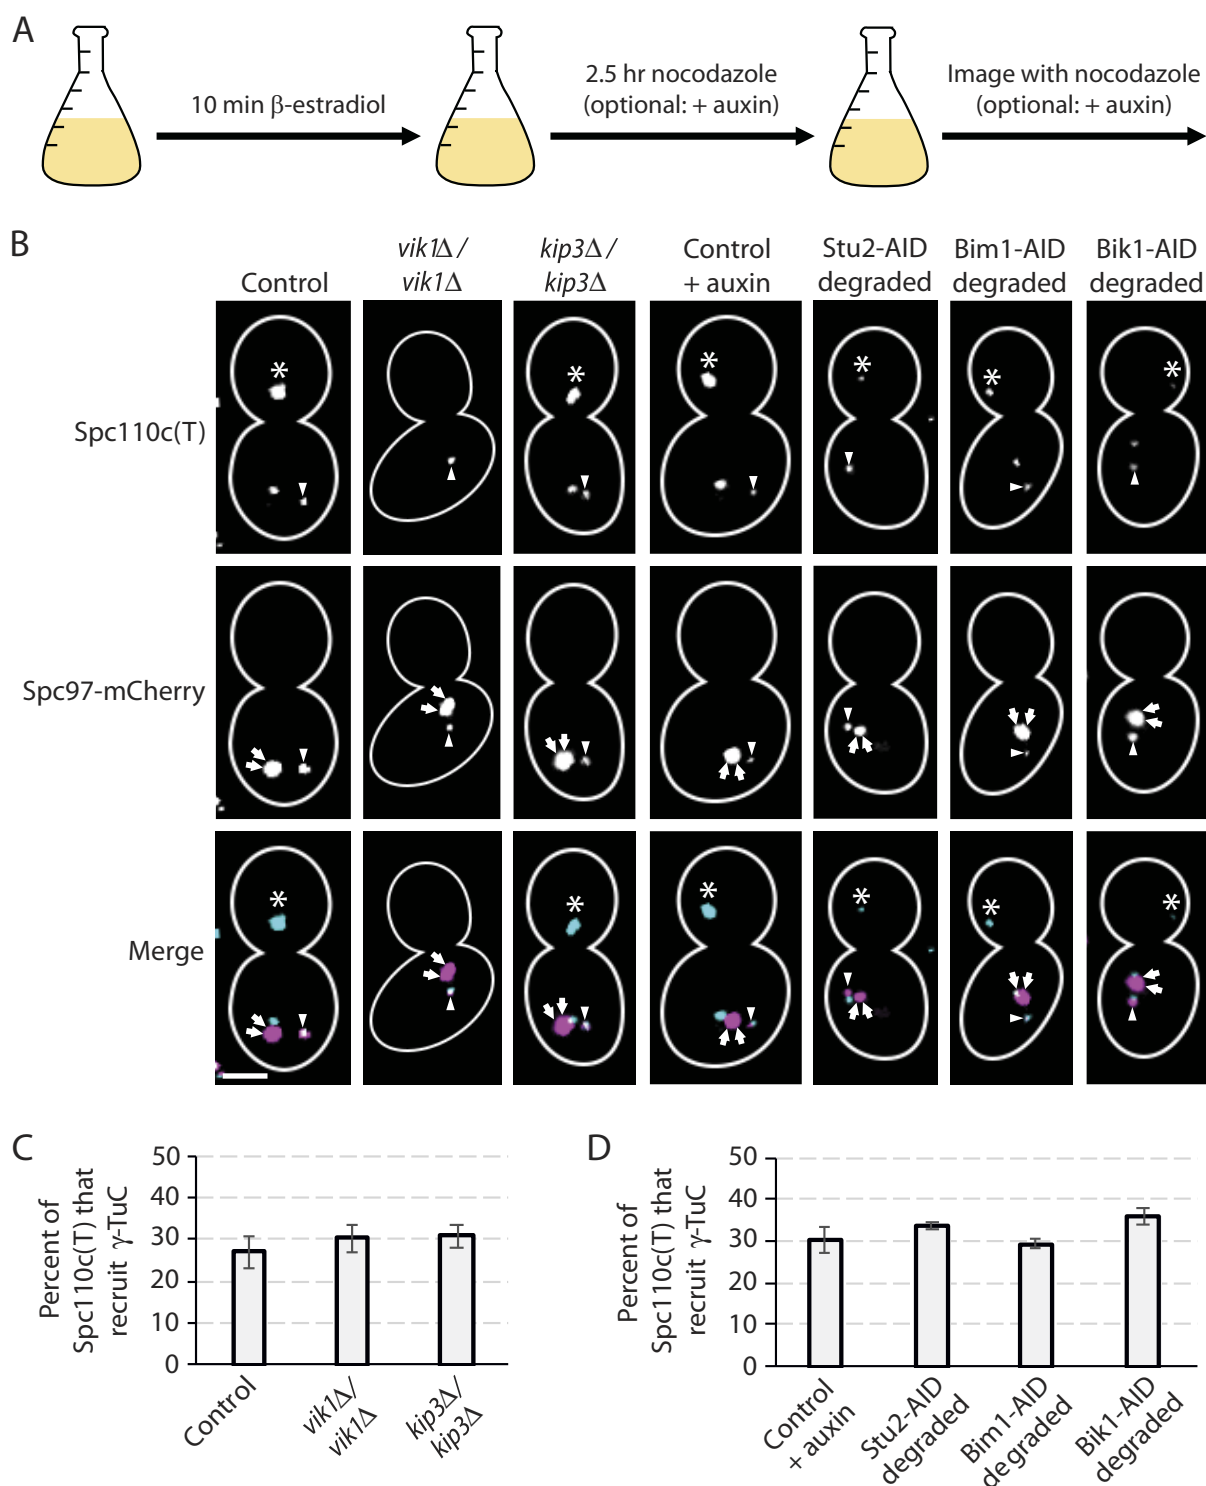 A
10 min β-estradiol
2.5 hr nocodazole
(optional: + auxin)
Image with nocodazole
(optional: + auxin)
B
Control
vik1Δ/
vik1Δ
kip3Δ/
kip3Δ
Control
+ auxin
Stu2-AID
degraded
Bim1-AID
degraded
Bik1-AID
degraded
Spc110c(T)
*
*
*
*
*
*
Spc97-mCherry
Merge
*
*
*
*
*
*
C
Percent of
Spc110c(T) that
recruit γ-TuC
50
40
30
20
10
0
Control
vik1Δ/
vik1Δ
kip3Δ/
kip3Δ
D
Percent of
Spc110c(T) that
recruit γ-TuC
50
40
30
20
10
0
Control
+ auxin
Stu2-AID
degraded
Bim1-AID
degraded
Bik1-AID
degraded